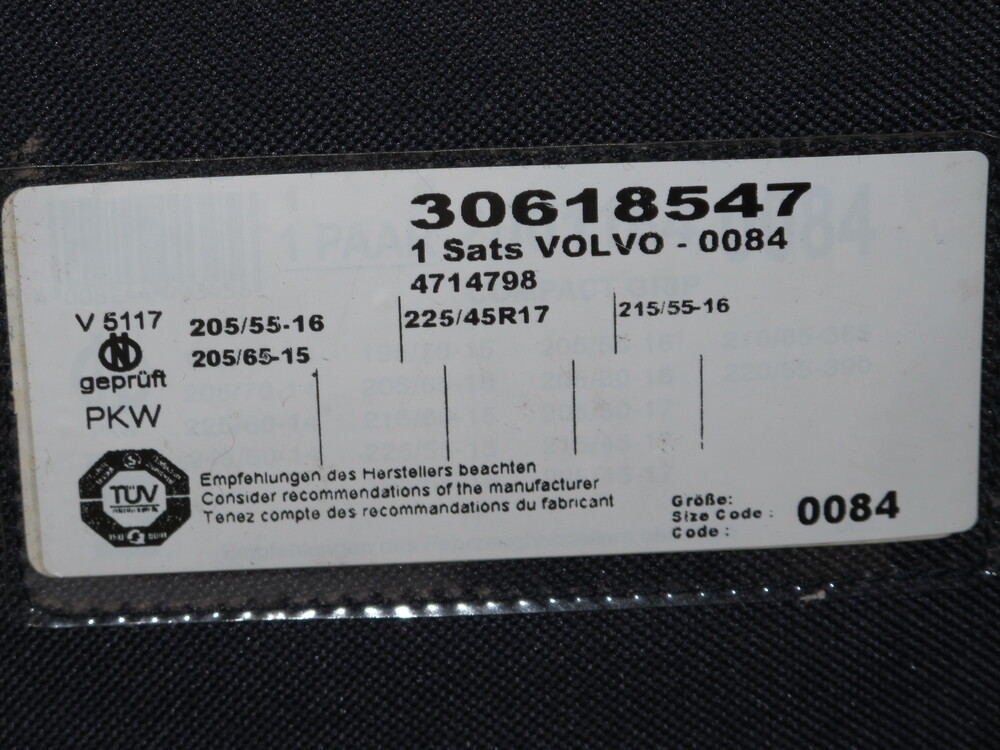 30618547
1 Sats VOLVO - 0084
4714798
V 5117
geprüft
PKW
205/55-16
205/65-15
225/45R17
215/55-16
TÜV
Empfehlungen des Herstellers beachten
Consider recommendations of the manufacturer
Tenez compte des recommandations du fabricant
Größe:
Size Code :
Code :
0084